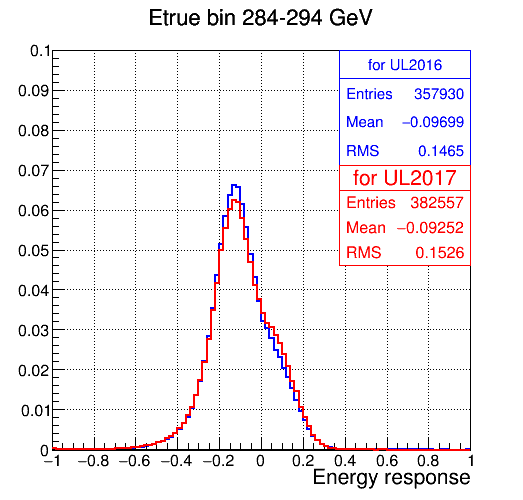 Etrue bin 284-294 GeV
for UL2016
Entries 357930
Mean −0.09699
RMS 0.1465
for UL2017
Entries 382557
Mean −0.09252
RMS 0.1526
0.1
0.09
0.08
0.07
0.06
0.05
0.04
0.03
0.02
0.01
0
−1 −0.8 −0.6 −0.4 −0.2 0 0.2 0.4 0.6 0.8 1
Energy response